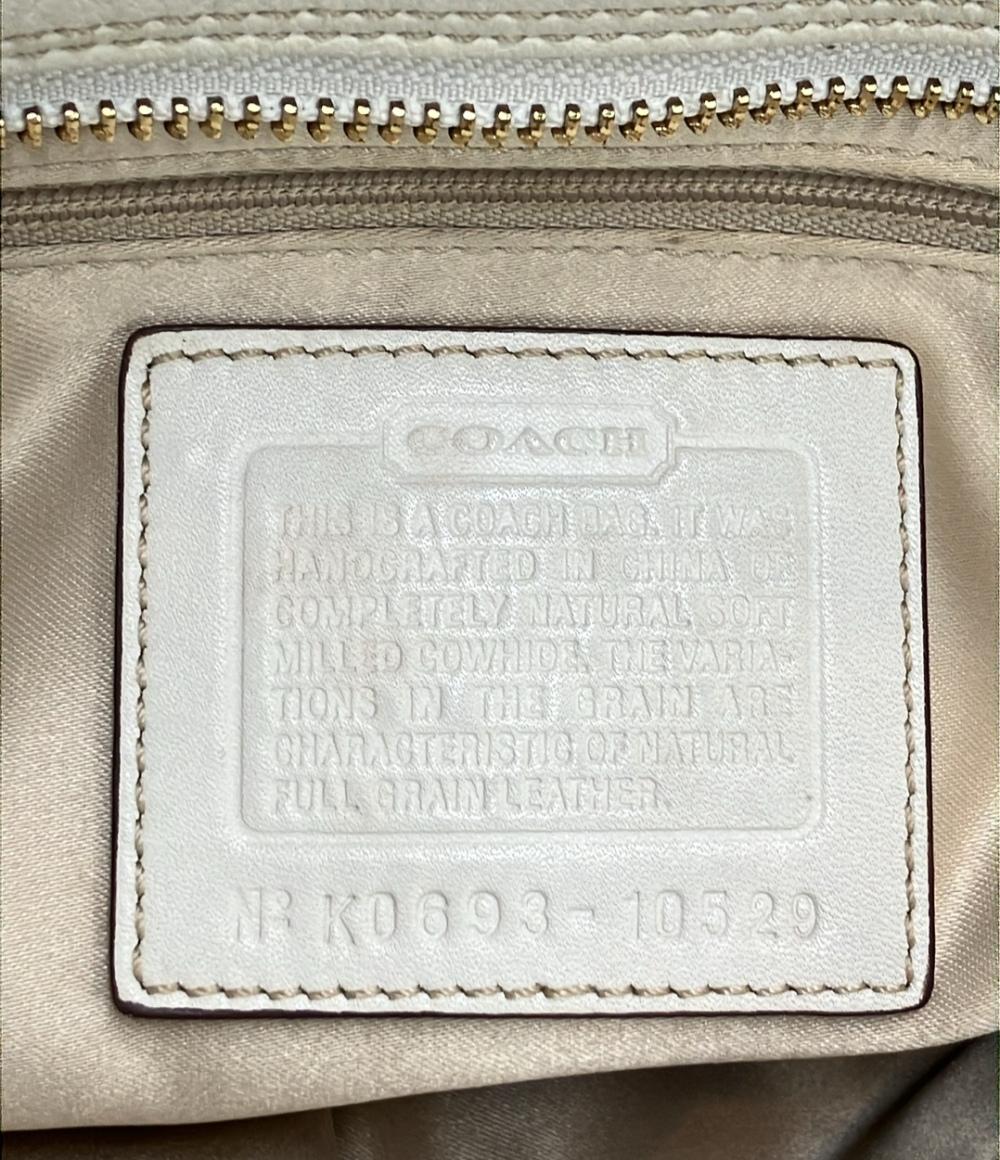 COACH
THIS IS A COACH BAG. IT WAS
HANDCRAFTED IN CHINA OF
COMPLETELY NATURAL SOFT
MILLED COWHIDE. THE VARIA-
TIONS IN THE GRAIN ARE
CHARACTERISTIC OF NATURAL
FULL GRAIN LEATHER.
Nº K0693-10529